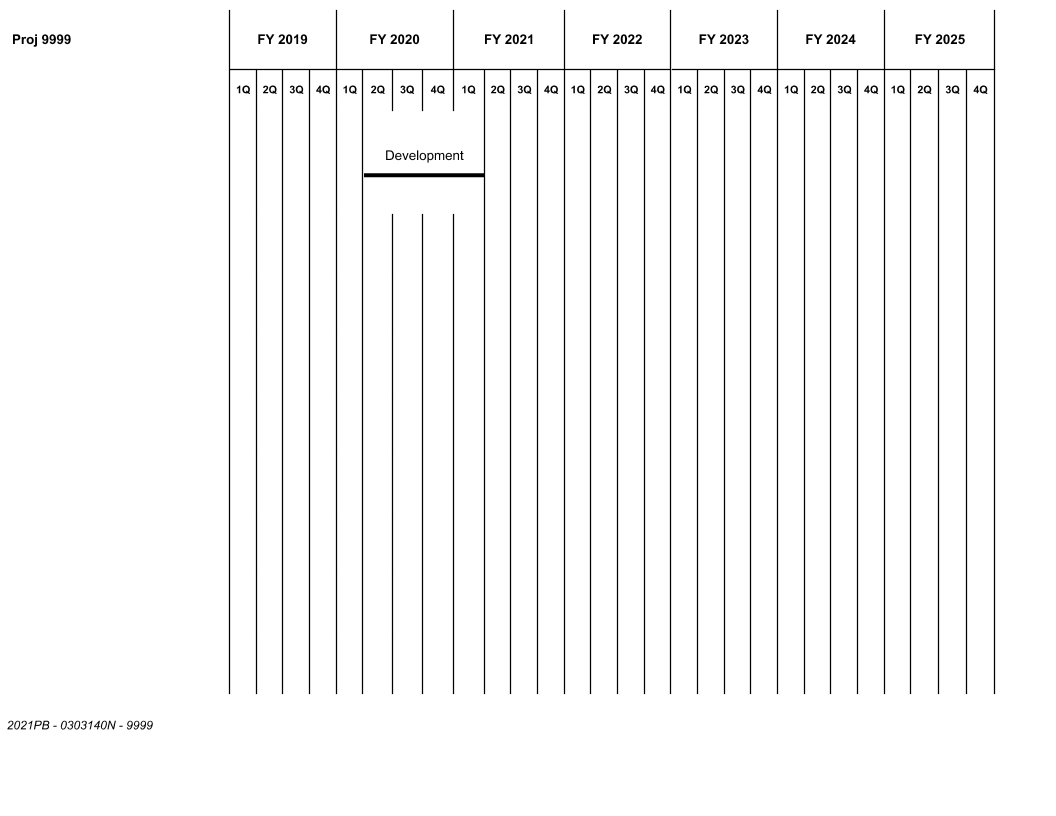 Proj 9999 FY 2019 FY 2020 FY 2021 FY 2022 FY 2023 FY 2024 FY 2025
1Q 2Q 3Q 4Q 1Q 2Q 3Q 4Q 1Q 2Q 3Q 4Q 1Q 2Q 3Q 4Q 1Q 2Q 3Q 4Q 1Q 2Q 3Q 4Q 1Q 2Q 3Q 4Q
Development
2021PB - 0303140N - 9999